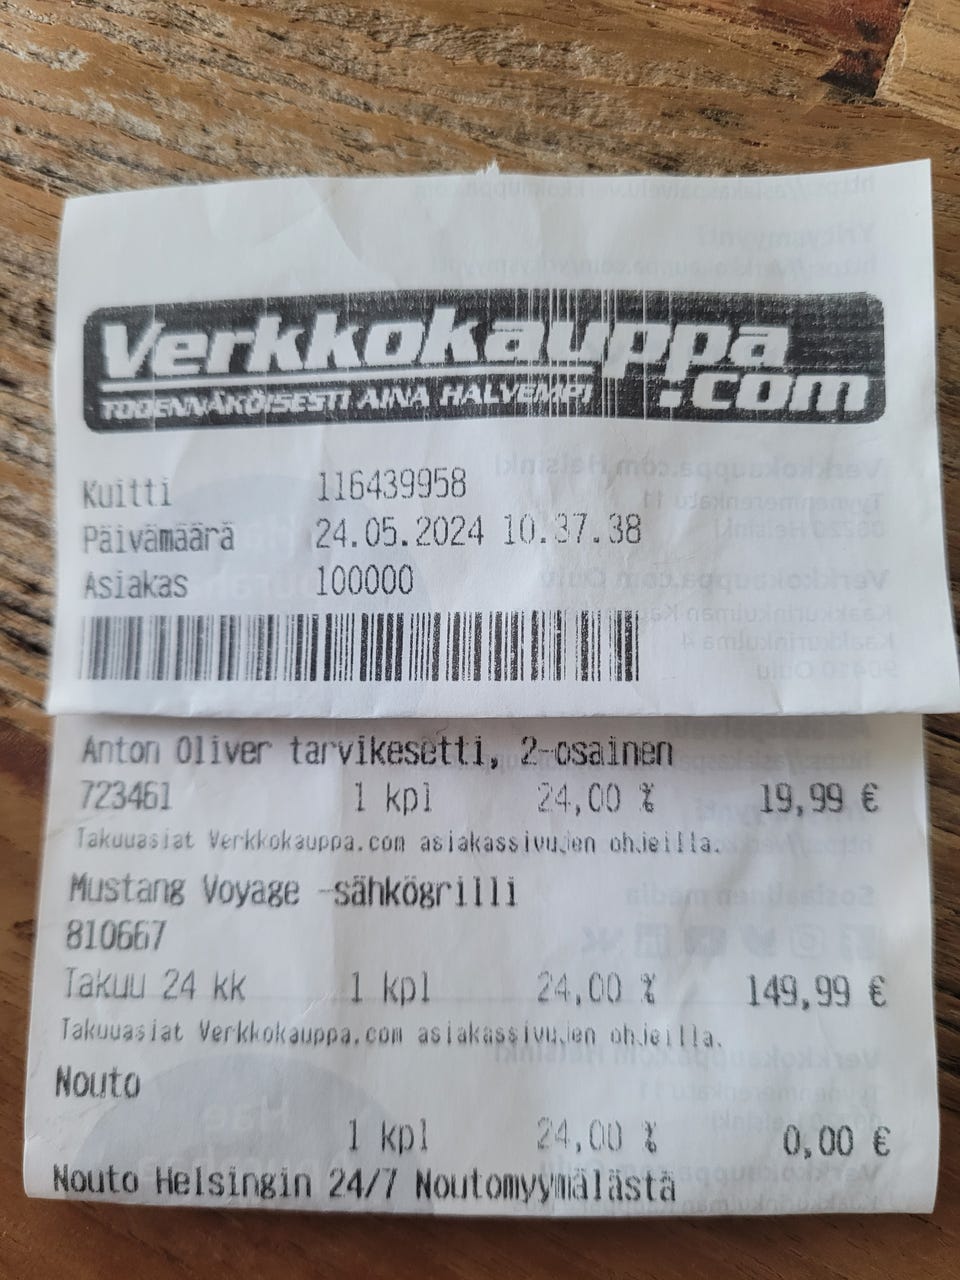 Verkkokauppa
.com
TODENNÄKÖISESTI AINA HALVEMPI
Kuitti 116439958
Päivämäärä 24.05.2024 10.37.38
Asiakas 100000
Anton Oliver tarvikesetti, 2-osainen
723461 1 kpl 24,00 % 19,99 €
Takuuasiat Verkkokauppa.com asiakassivujen ohjeilla.
Mustang Voyage -sähkögrilli
810667
Takuu 24 kk 1 kpl 24,00 % 149,99 €
Takuuasiat Verkkokauppa.com asiakassivujen ohjeilla.
Nouto
1 kpl 24,00 % 0,00 €
Nouto Helsingin 24/7 Noutomyymälästä